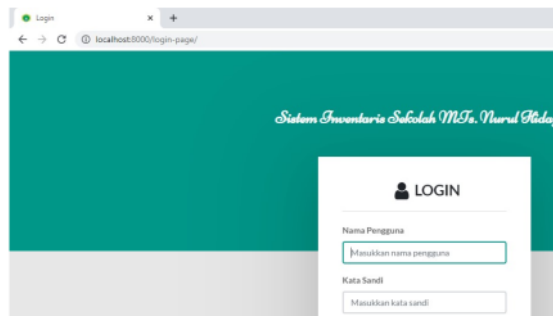 Login
localhost:8000/login-page/
Sistem Inventaris Sekolah MTs. Nurul
LOGIN
Nama Pengguna
Masukkan nama pengguna
Kata Sandi
Masukkan kata sandi